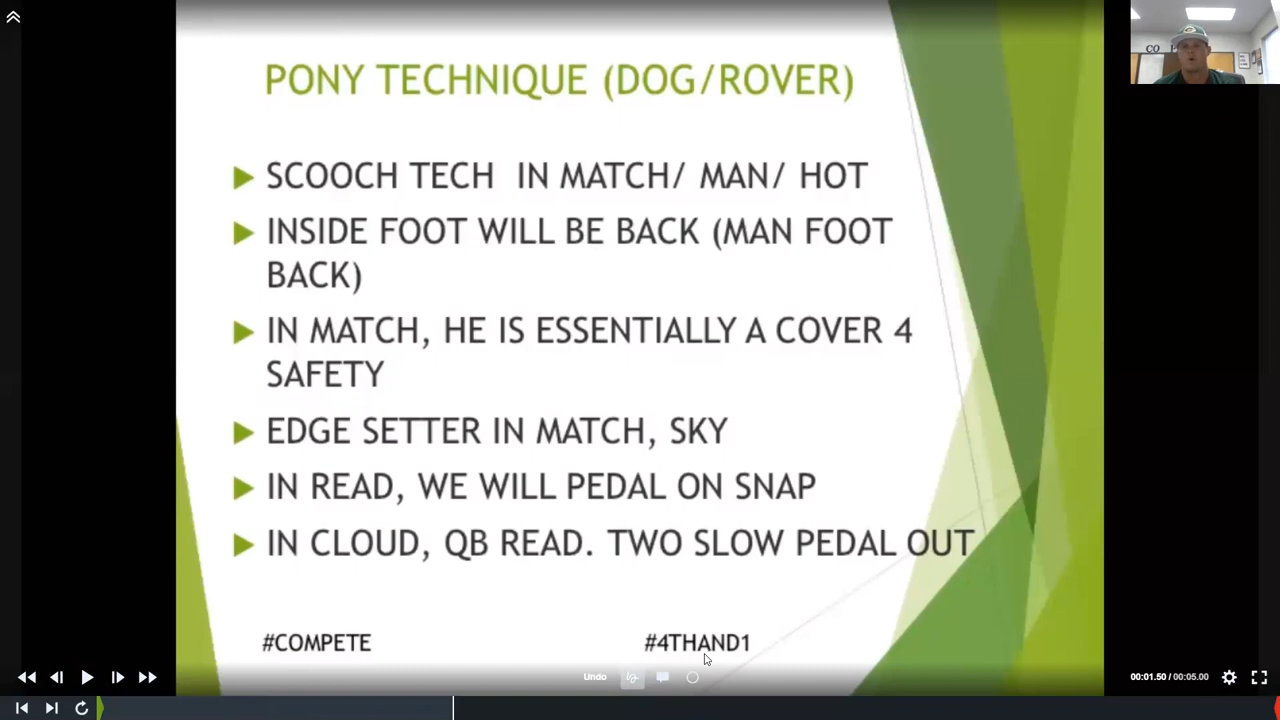 PONY TECHNIQUE (DOG/ROVER)
SCOOCH TECH IN MATCH/ MAN/ HOT
INSIDE FOOT WILL BE BACK (MAN FOOT
BACK)
IN MATCH, HE IS ESSENTIALLY A COVER 4
SAFETY
EDGE SETTER IN MATCH, SKY
IN READ, WE WILL PEDAL ON SNAP
IN CLOUD, QB READ. TWO SLOW PEDAL OUT
#COMPETE #4THAND1
Undo 00:01.50 / 00:05.00